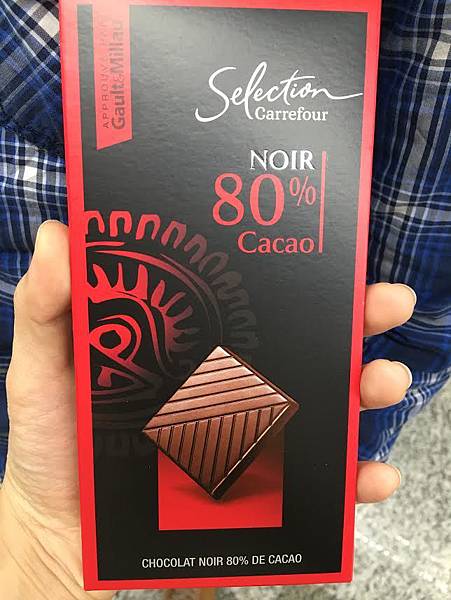 APPROUVÉ PAR
Gault&Millau
Selection
Carrefour
NOIR
80%
Cacao
CHOCOLAT NOIR 80% DE CACAO